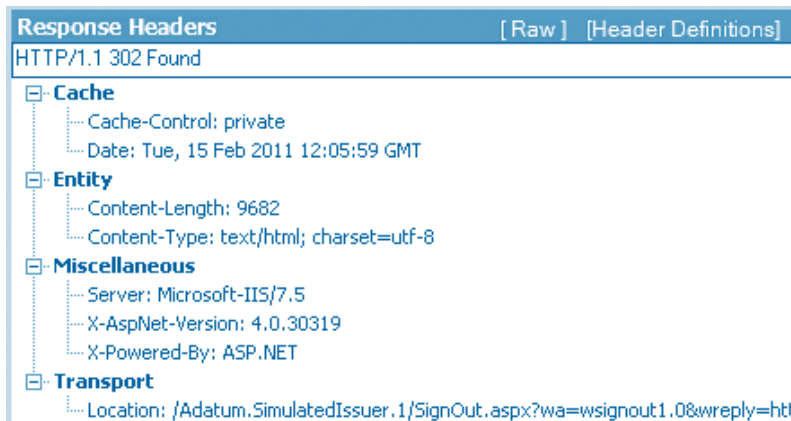 Response Headers [ Raw ] [Header Definitions]
HTTP/1.1 302 Found
Cache
Cache-Control: private
Date: Tue, 15 Feb 2011 12:05:59 GMT
Entity
Content-Length: 9682
Content-Type: text/html; charset=utf-8
Miscellaneous
Server: Microsoft-IIS/7.5
X-AspNet-Version: 4.0.30319
X-Powered-By: ASP.NET
Transport
Location: /Adatum.SimulatedIssuer.1/SignOut.aspx?wa=wsignout1.0&wreply=htt